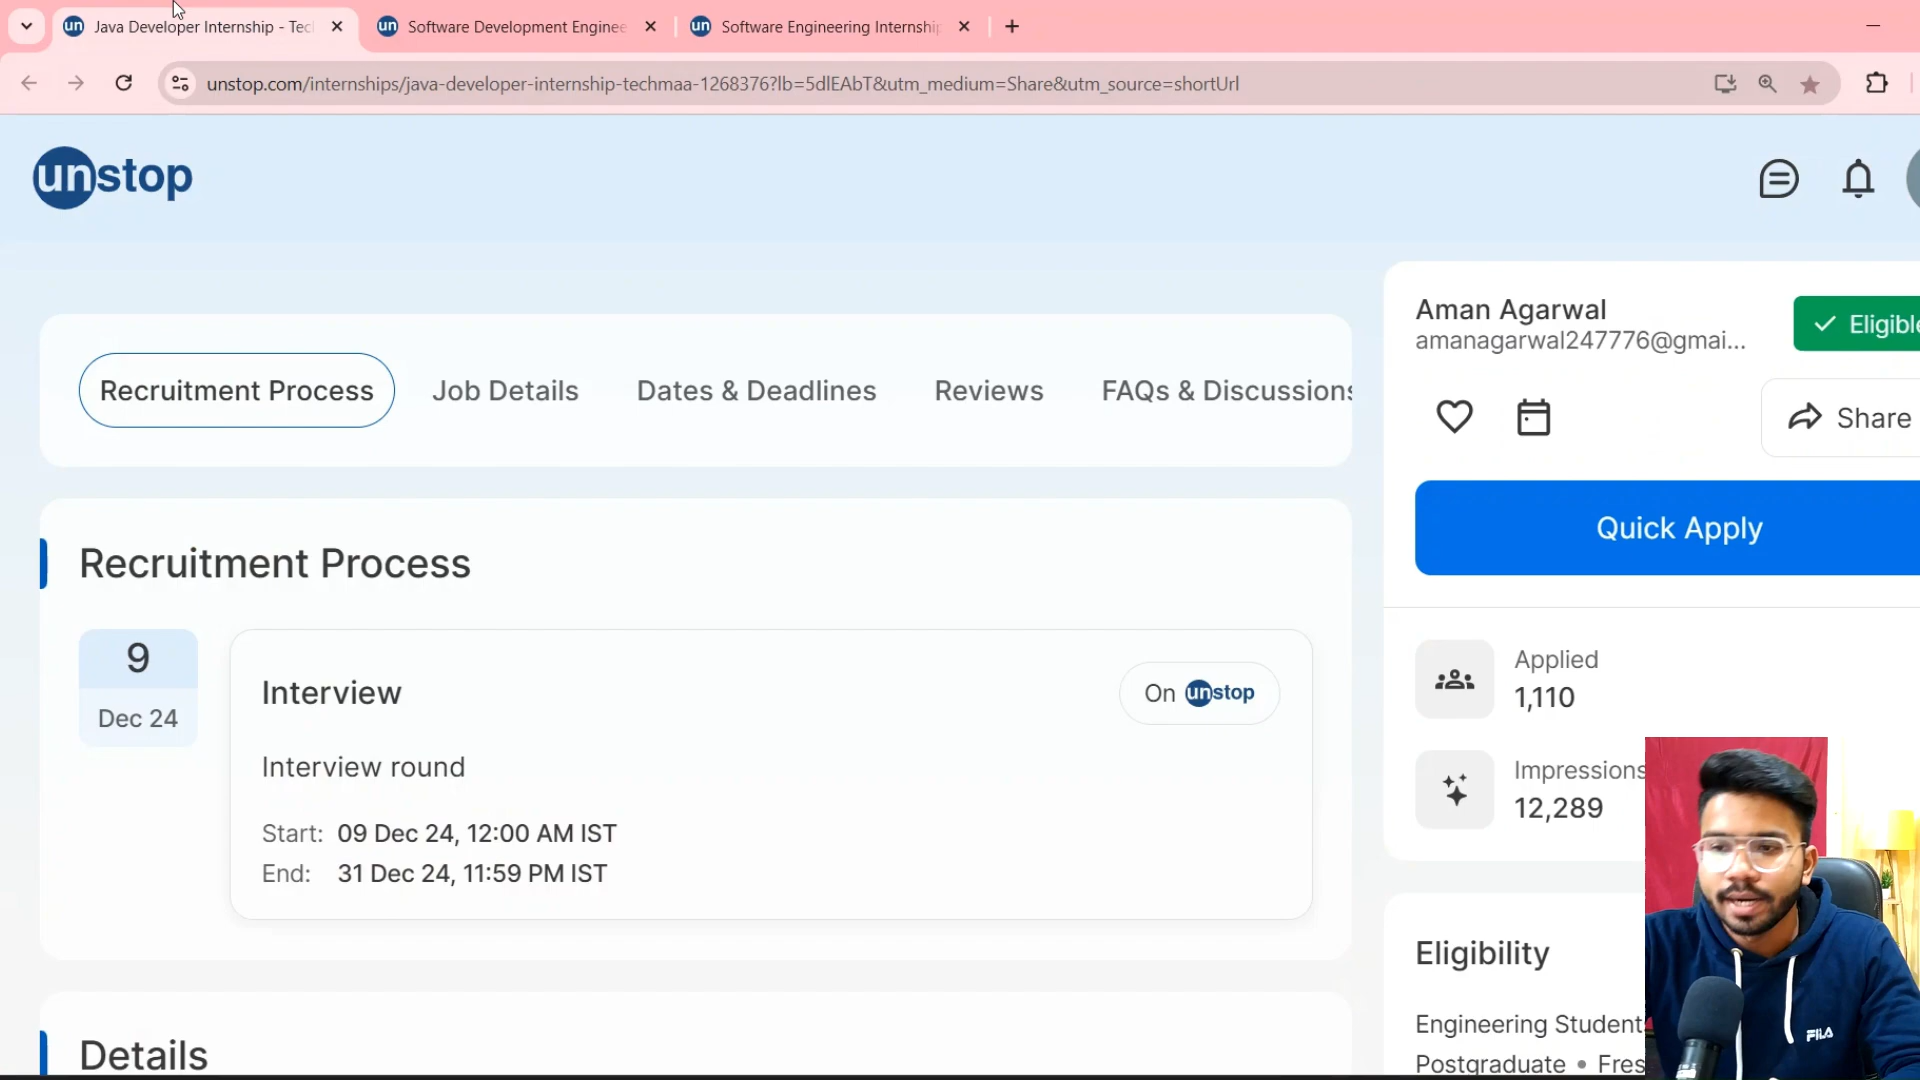 un Java Developer Internship - Tec
un Software Development Enginee
un Software Engineering Internship
unstop.com/internships/java-developer-internship-techmaa-1268376?lb=5dlEAbT&utm_medium=Share&utm_source=shortUrl
unstop
Recruitment Process
Job Details
Dates & Deadlines
Reviews
FAQs & Discussions
Recruitment Process
9
Dec 24
Interview
On unstop
Interview round
Start: 09 Dec 24, 12:00 AM IST
End: 31 Dec 24, 11:59 PM IST
Details
Aman Agarwal
Eligible
amanagarwal247776@gmai...
Share
Quick Apply
Applied
1,110
Impressions
12,289
Eligibility
Engineering Student
Postgraduate • Fres
FILA